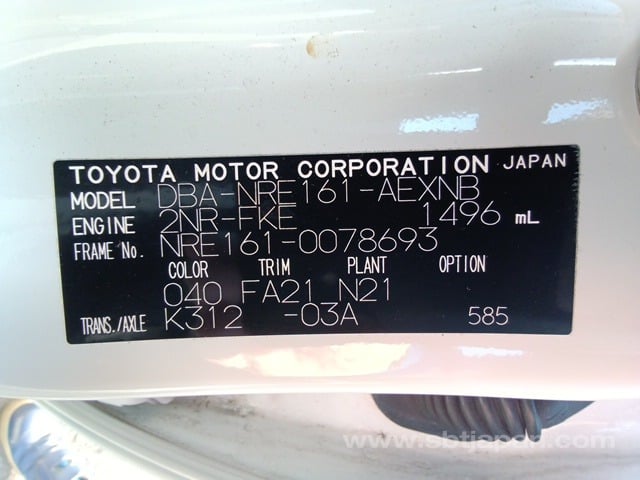 TOYOTA MOTOR CORPORATION JAPAN
MODEL DBA-NRE161-AEXNB
ENGINE 2NR-FKE 1496 mL
FRAME No. NRE161-0078693
COLOR TRIM PLANT OPTION
040 FA21 N21
TRANS./AXLE K312 -03A 585
www.sbtjapan.com